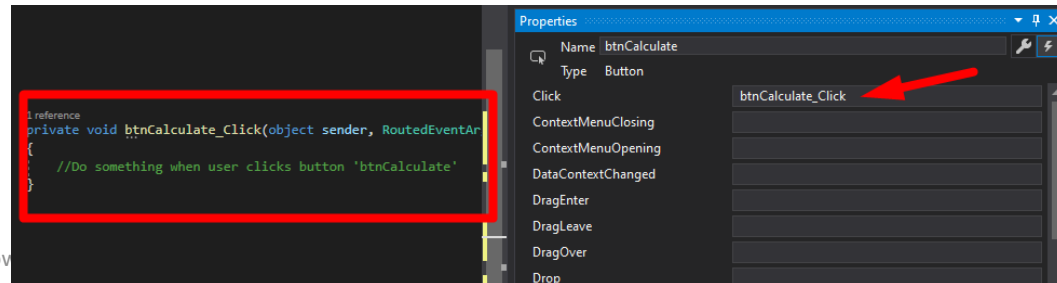 Properties
Name btnCalculate
Type Button
Click btnCalculate_Click
ContextMenuClosing
ContextMenuOpening
DataContextChanged
DragEnter
DragLeave
DragOver
Drop
1 reference
private void btnCalculate_Click(object sender, RoutedEventAr
{
//Do something when user clicks button 'btnCalculate'
}